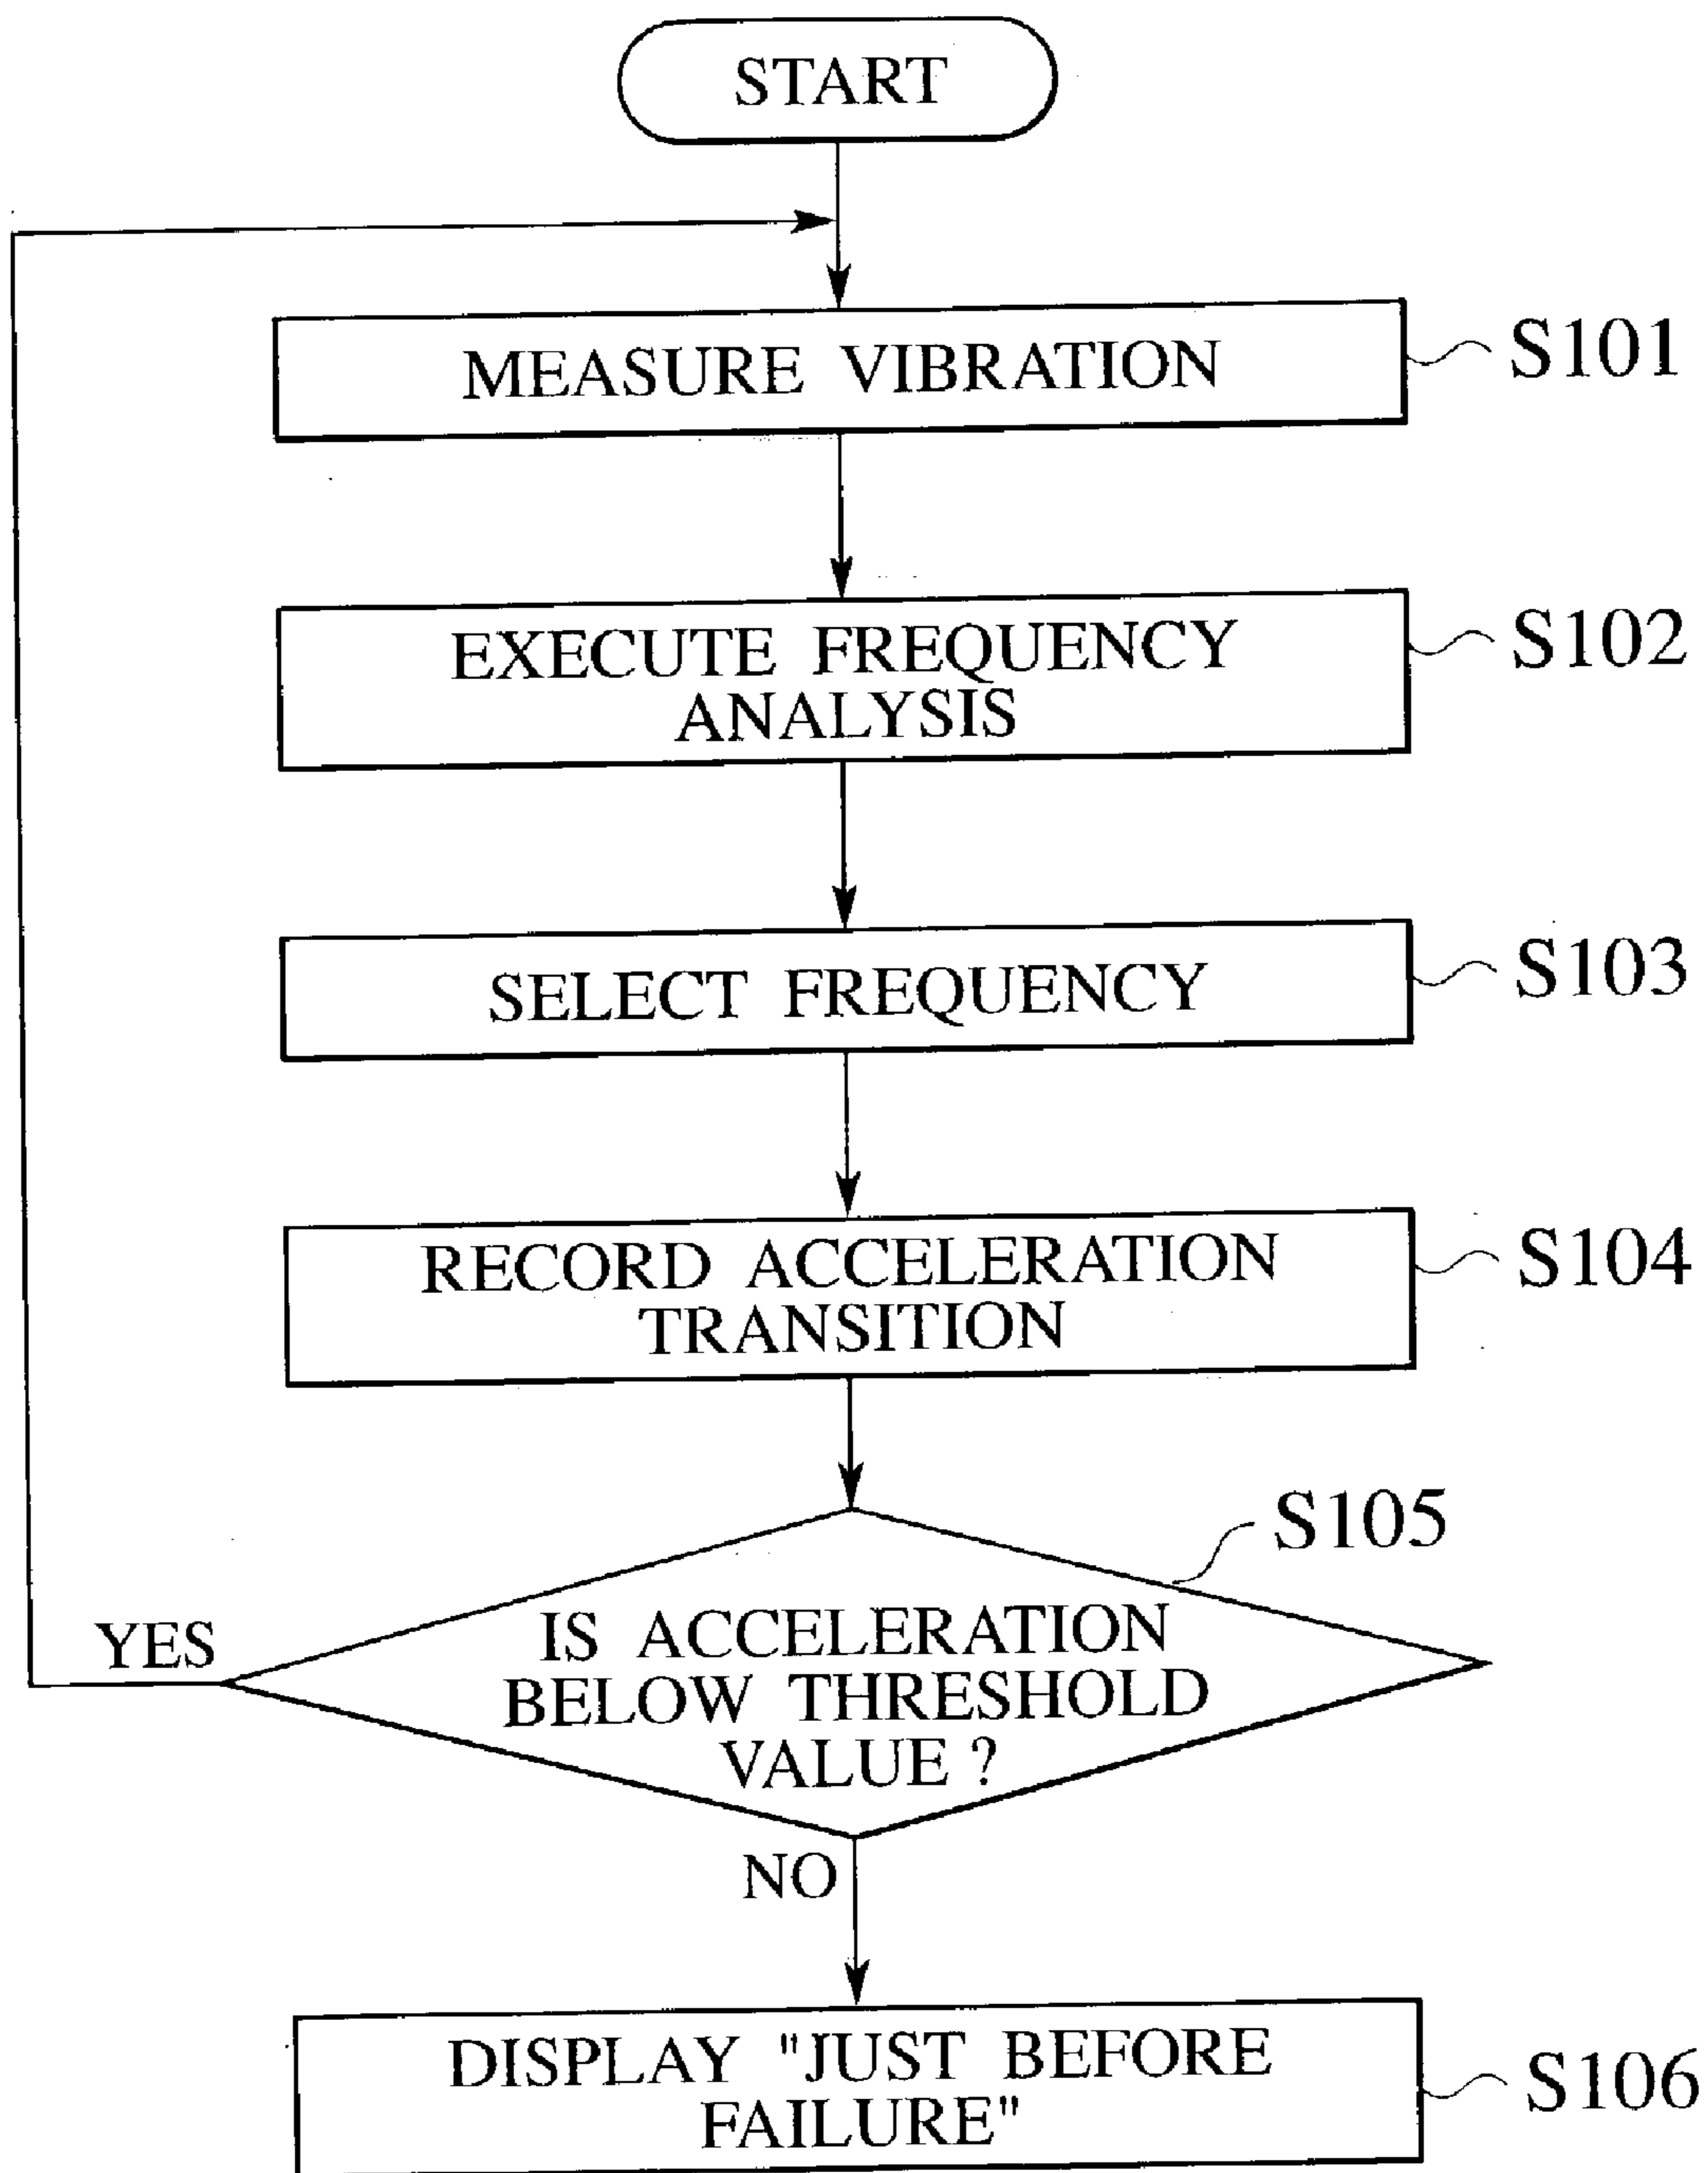 START
MEASURE VIBRATION
S101
EXECUTE FREQUENCY
ANALYSIS
S102
SELECT FREQUENCY
S103
RECORD ACCELERATION
TRANSITION
S104
S105
IS ACCELERATION
BELOW THRESHOLD
VALUE ?
YES
NO
DISPLAY "JUST BEFORE
FAILURE"
S106